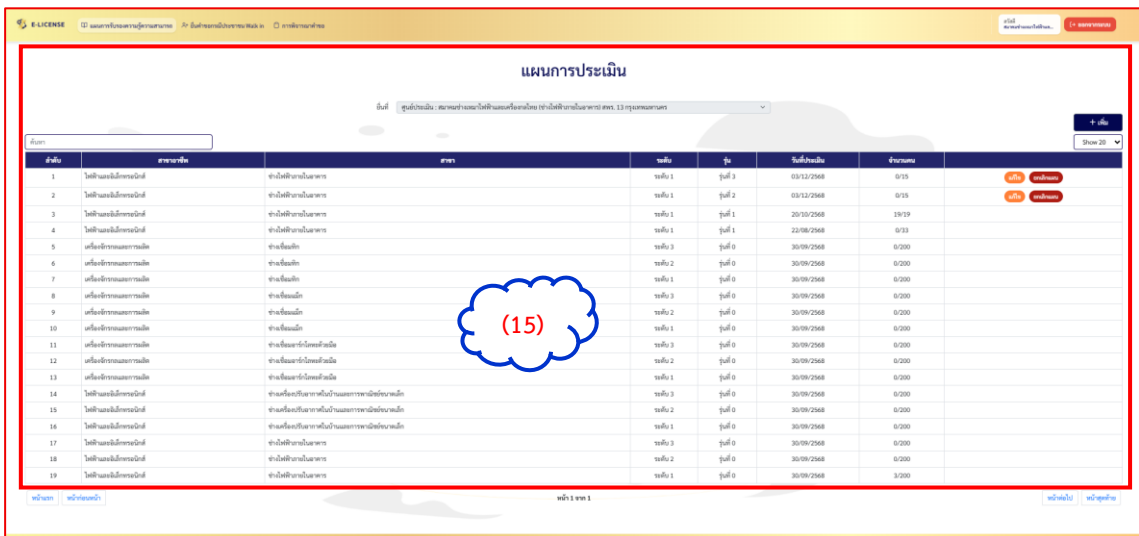 E-LICENSE แผนการรับรองความรู้ความสามารถ ยื่นคำขอกรณีประชาชน Walk in การพิจารณาคำขอ สวัสดี ออกจากระบบ
แผนการประเมิน
ยื่นที่ ศูนย์ประเมิน : สมาคมช่างเหมาไฟฟ้าและเครื่องกลไทย (ช่างไฟฟ้าภายในอาคาร) สพร. 13 กรุงเทพมหานคร
+ เพิ่ม
ค้นหา Show 20
ลำดับ สาขาอาชีพ สาขา ระดับ รุ่น วันที่ประเมิน จำนวนคน
1 ไฟฟ้าและอิเล็กทรอนิกส์ ช่างไฟฟ้าภายในอาคาร ระดับ 1 รุ่นที่ 3 03/12/2568 0/15 แก้ไข ยกเลิกแผน
2 ไฟฟ้าและอิเล็กทรอนิกส์ ช่างไฟฟ้าภายในอาคาร ระดับ 1 รุ่นที่ 2 03/12/2568 0/15 แก้ไข ยกเลิกแผน
3 ไฟฟ้าและอิเล็กทรอนิกส์ ช่างไฟฟ้าภายในอาคาร ระดับ 1 รุ่นที่ 1 20/10/2568 19/19
4 ไฟฟ้าและอิเล็กทรอนิกส์ ช่างไฟฟ้าภายในอาคาร ระดับ 1 รุ่นที่ 1 22/08/2568 0/33
5 เครื่องจักรกลและการผลิต ช่างเชื่อมทิก ระดับ 3 รุ่นที่ 0 30/09/2568 0/200
6 เครื่องจักรกลและการผลิต ช่างเชื่อมทิก ระดับ 2 รุ่นที่ 0 30/09/2568 0/200
7 เครื่องจักรกลและการผลิต ช่างเชื่อมทิก ระดับ 1 รุ่นที่ 0 30/09/2568 0/200
8 เครื่องจักรกลและการผลิต ช่างเชื่อมแม็ก ระดับ 3 รุ่นที่ 0 30/09/2568 0/200
9 เครื่องจักรกลและการผลิต ช่างเชื่อมแม็ก ระดับ 2 รุ่นที่ 0 30/09/2568 0/200
10 เครื่องจักรกลและการผลิต ช่างเชื่อมแม็ก ระดับ 1 รุ่นที่ 0 30/09/2568 0/200
11 เครื่องจักรกลและการผลิต ช่างเชื่อมอาร์กโลหะด้วยมือ ระดับ 3 รุ่นที่ 0 30/09/2568 0/200
12 เครื่องจักรกลและการผลิต ช่างเชื่อมอาร์กโลหะด้วยมือ ระดับ 2 รุ่นที่ 0 30/09/2568 0/200
13 เครื่องจักรกลและการผลิต ช่างเชื่อมอาร์กโลหะด้วยมือ ระดับ 1 รุ่นที่ 0 30/09/2568 0/200
14 ไฟฟ้าและอิเล็กทรอนิกส์ ช่างเครื่องปรับอากาศในบ้านและการพาณิชย์ขนาดเล็ก ระดับ 3 รุ่นที่ 0 30/09/2568 0/200
15 ไฟฟ้าและอิเล็กทรอนิกส์ ช่างเครื่องปรับอากาศในบ้านและการพาณิชย์ขนาดเล็ก ระดับ 2 รุ่นที่ 0 30/09/2568 0/200
16 ไฟฟ้าและอิเล็กทรอนิกส์ ช่างเครื่องปรับอากาศในบ้านและการพาณิชย์ขนาดเล็ก ระดับ 1 รุ่นที่ 0 30/09/2568 0/200
17 ไฟฟ้าและอิเล็กทรอนิกส์ ช่างไฟฟ้าภายในอาคาร ระดับ 3 รุ่นที่ 0 30/09/2568 0/200
18 ไฟฟ้าและอิเล็กทรอนิกส์ ช่างไฟฟ้าภายในอาคาร ระดับ 2 รุ่นที่ 0 30/09/2568 0/200
19 ไฟฟ้าและอิเล็กทรอนิกส์ ช่างไฟฟ้าภายในอาคาร ระดับ 1 รุ่นที่ 0 30/09/2568 3/200
(15)
หน้าแรก หน้าก่อนหน้า หน้า 1 จาก 1 หน้าต่อไป หน้าสุดท้าย